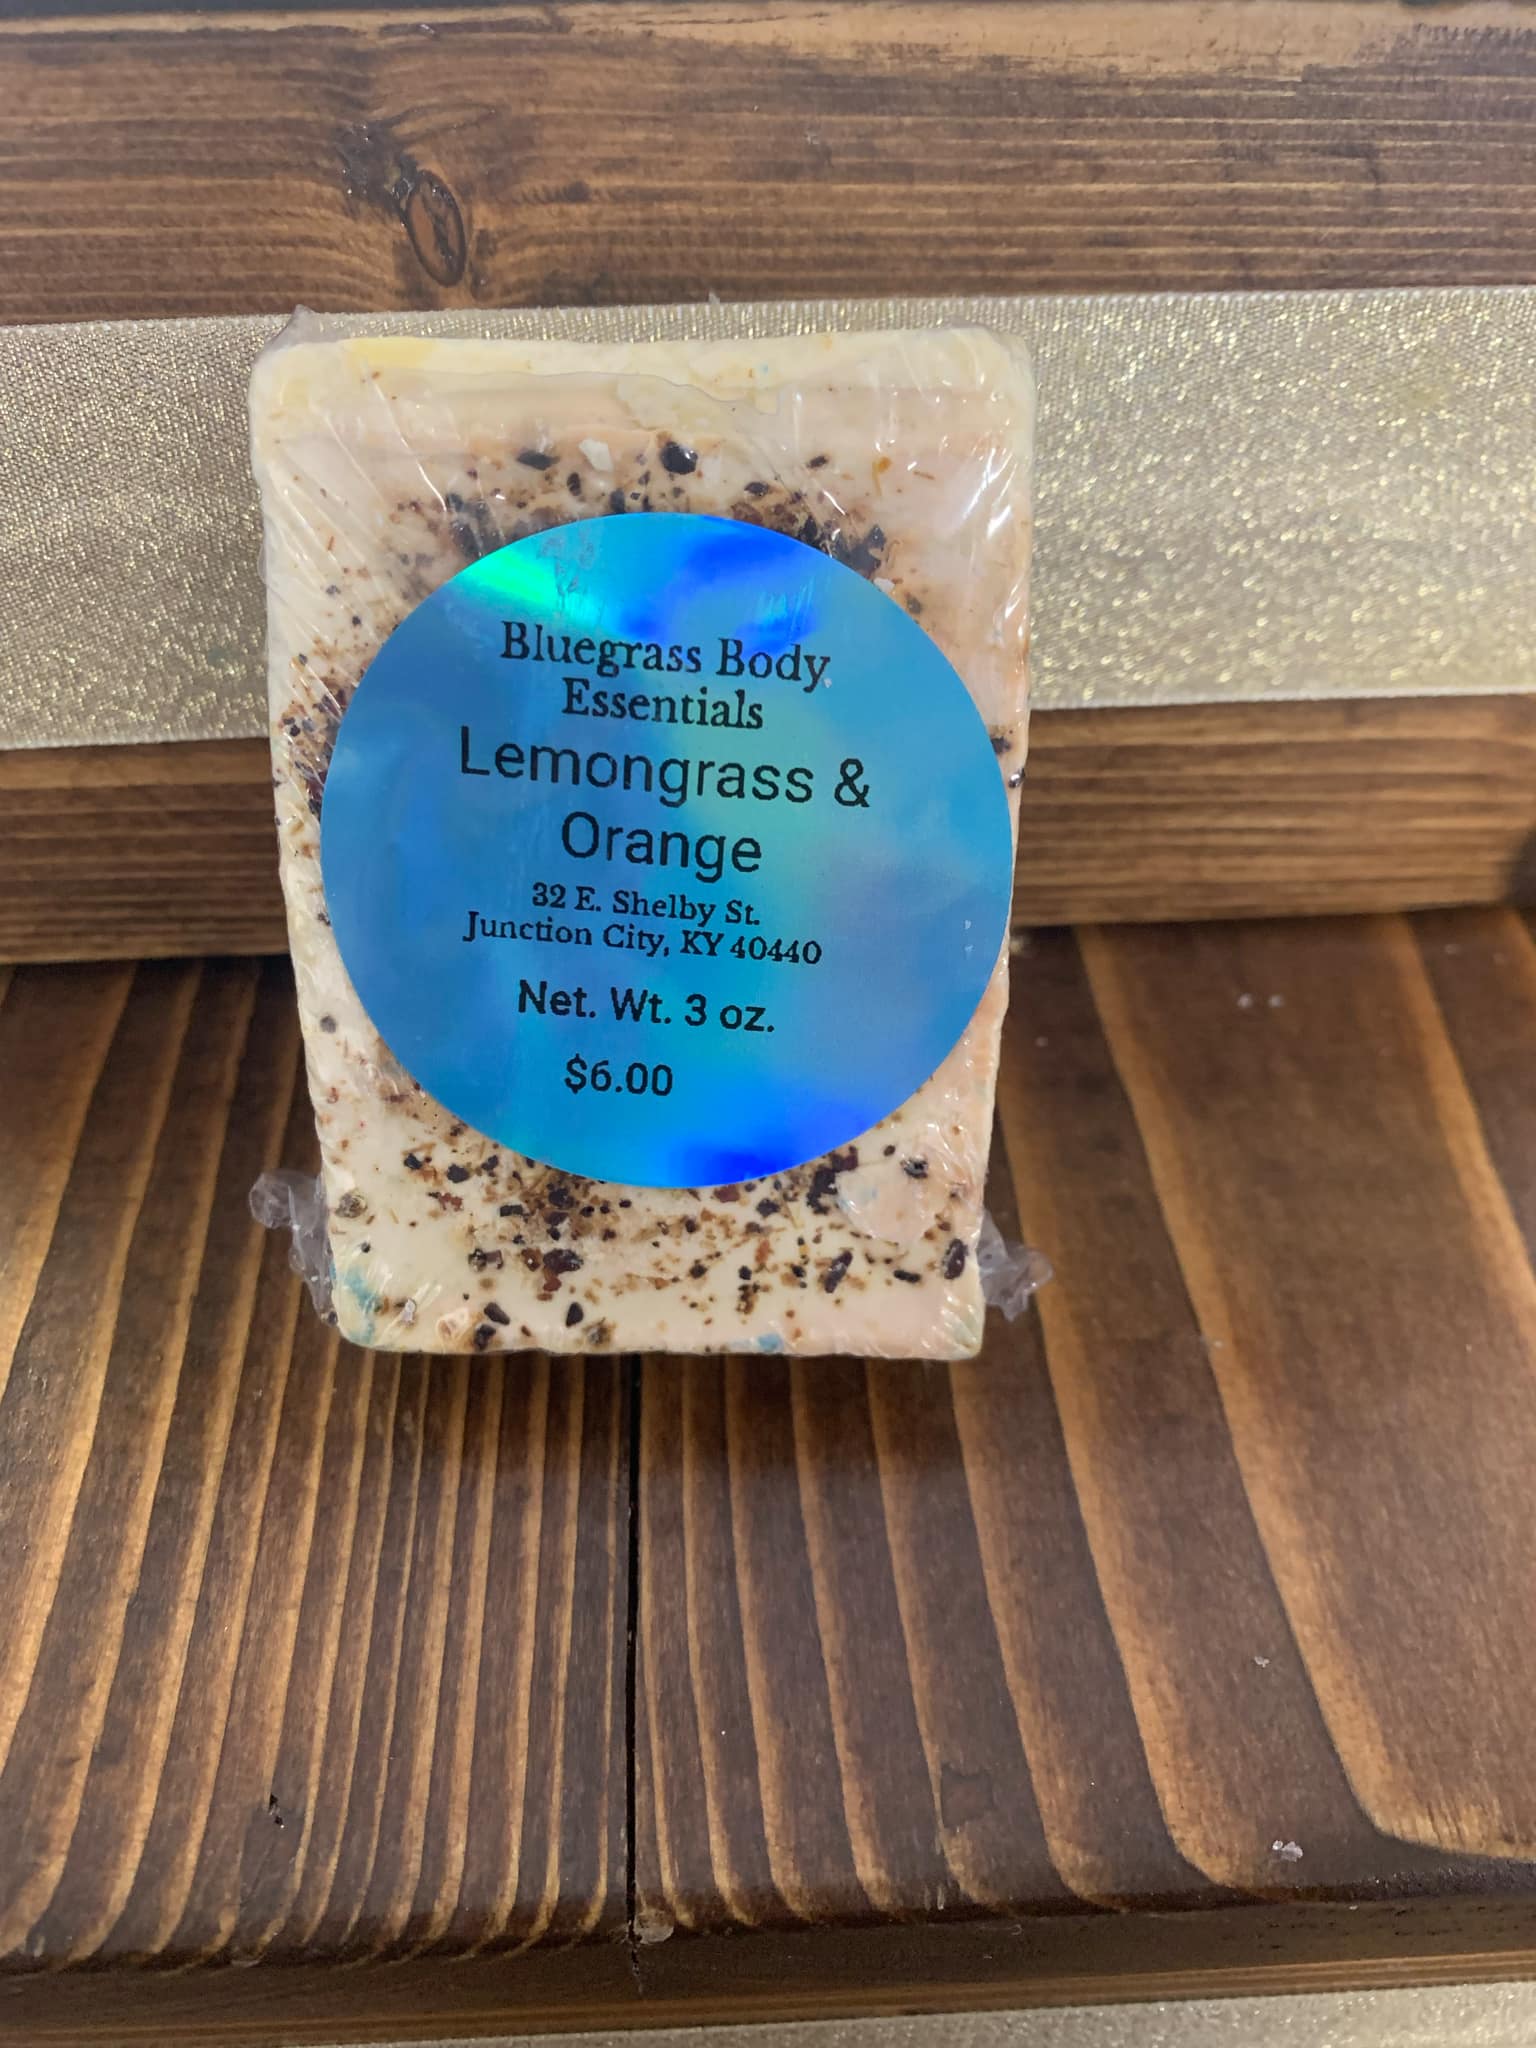 Bluegrass Body
Essentials
Lemongrass &
Orange
32 E. Shelby St.
Junction City, KY 40440
Net. Wt. 3 oz.
$6.00